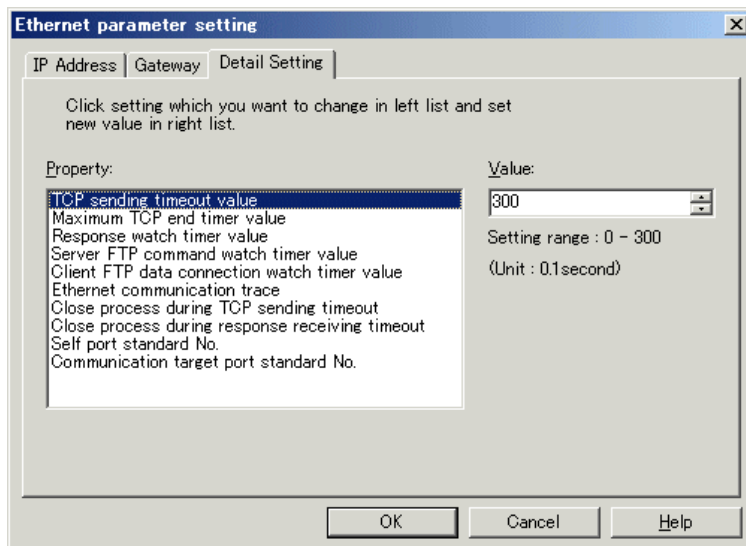 Ethernet parameter setting
IP Address
Gateway
Detail Setting
Click setting which you want to change in left list and set
new value in right list.
Property:
Value:
TCP sending timeout value
Maximum TCP end timer value
Response watch timer value
Server FTP command watch timer value
Client FTP data connection watch timer value
Ethernet communication trace
Close process during TCP sending timeout
Close process during response receiving timeout
Self port standard No.
Communication target port standard No.
300
Setting range : 0 - 300
(Unit : 0.1second)
OK
Cancel
Help